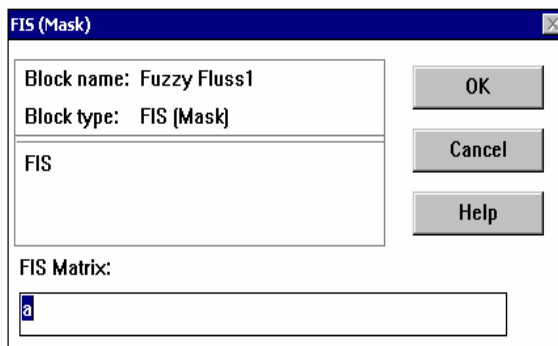 FIS (Mask)
Block name: Fuzzy Fluss1
Block type: FIS (Mask)
FIS
OK
Cancel
Help
FIS Matrix:
a